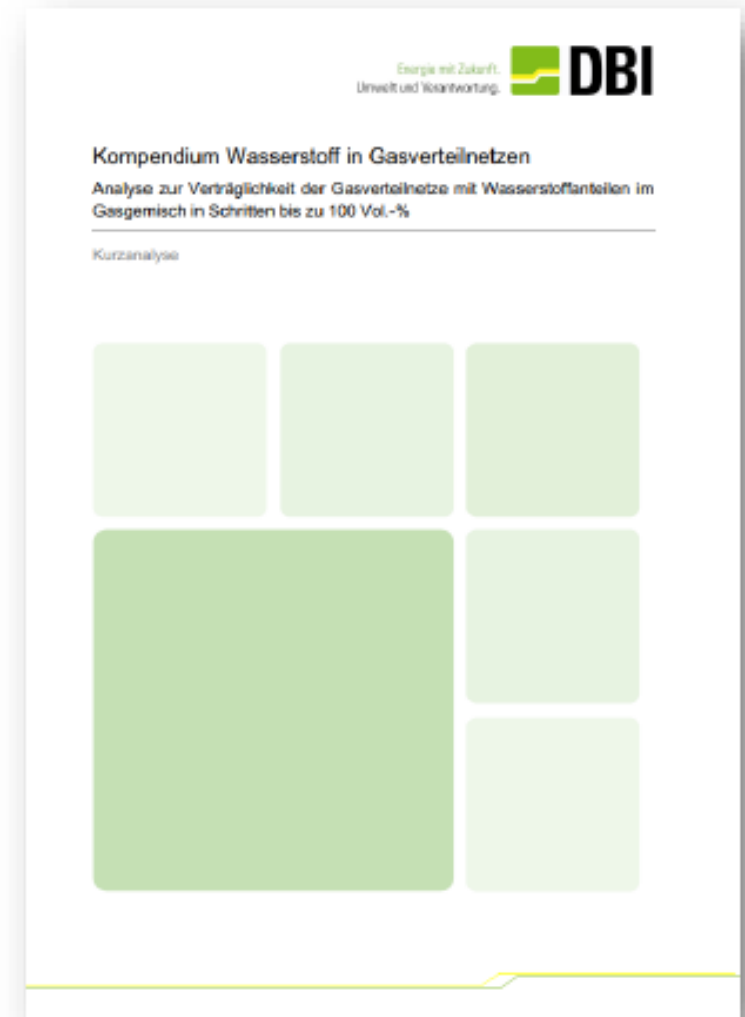 Energie mit Zukunft.
Umwelt und Verantwortung.
DBI
Kompendium Wasserstoff in Gasverteilnetzen
Analyse zur Verträglichkeit der Gasverteilnetze mit Wasserstoffanteilen im
Gasgemisch in Schritten bis zu 100 Vol.-%
Kurzanalyse